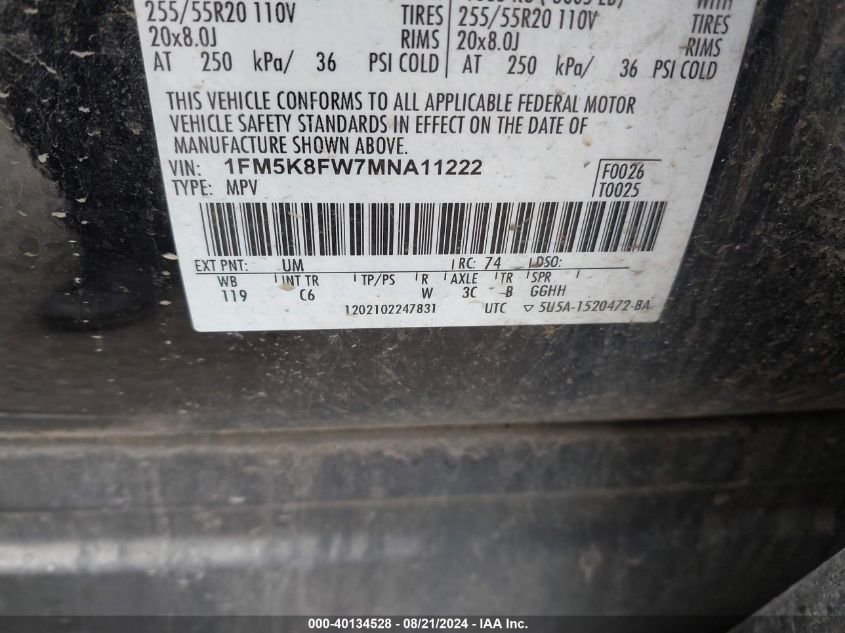 255/55R20 110V TIRES 255/55R20 110V TIRES
20x8.0J RIMS 20x8.0J RIMS
AT 250 kPa/ 36 PSI COLD AT 250 kPa/ 36 PSI COLD
THIS VEHICLE CONFORMS TO ALL APPLICABLE FEDERAL MOTOR
VEHICLE SAFETY STANDARDS IN EFFECT ON THE DATE OF
MANUFACTURE SHOWN ABOVE.
VIN: 1FM5K8FW7MNA11222 F0026
TYPE: MPV T0025
EXT PNT: UM RC: 74 DSO:
WB INT TR TP/PS R AXLE TR SPR
119 C6 W 3C B GGHH
1202102247831 UTC ▽ 5U5A-1520472-BA
000-40134528 - 08/21/2024 - IAA Inc.